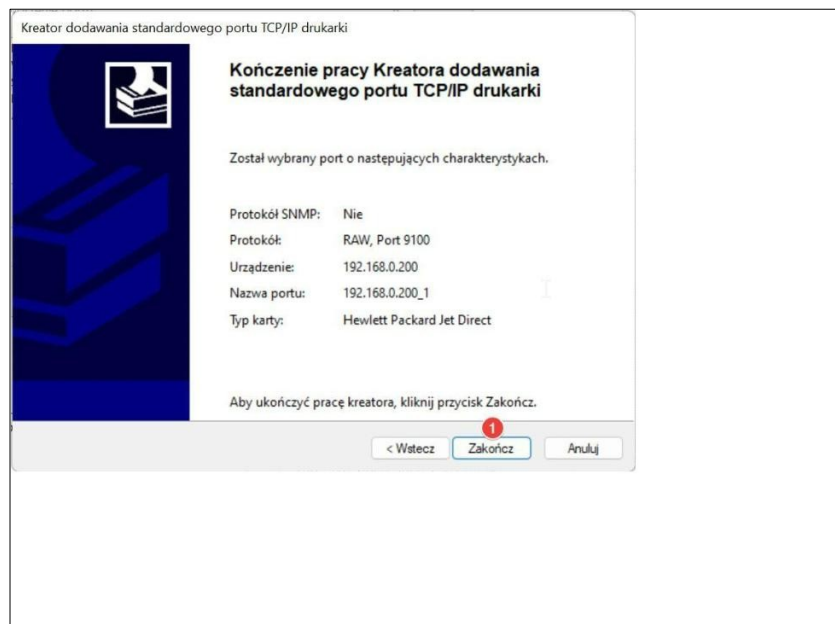 Kreator dodawania standardowego portu TCP/IP drukarki
Kończenie pracy Kreatora dodawania
standardowego portu TCP/IP drukarki
Został wybrany port o następujących charakterystykach.
Protokół SNMP: Nie
Protokół: RAW, Port 9100
Urządzenie: 192.168.0.200
Nazwa portu: 192.168.0.200_1
Typ karty: Hewlett Packard Jet Direct
Aby ukończyć pracę kreatora, kliknij przycisk Zakończ.
1
< Wstecz Zakończ Anuluj